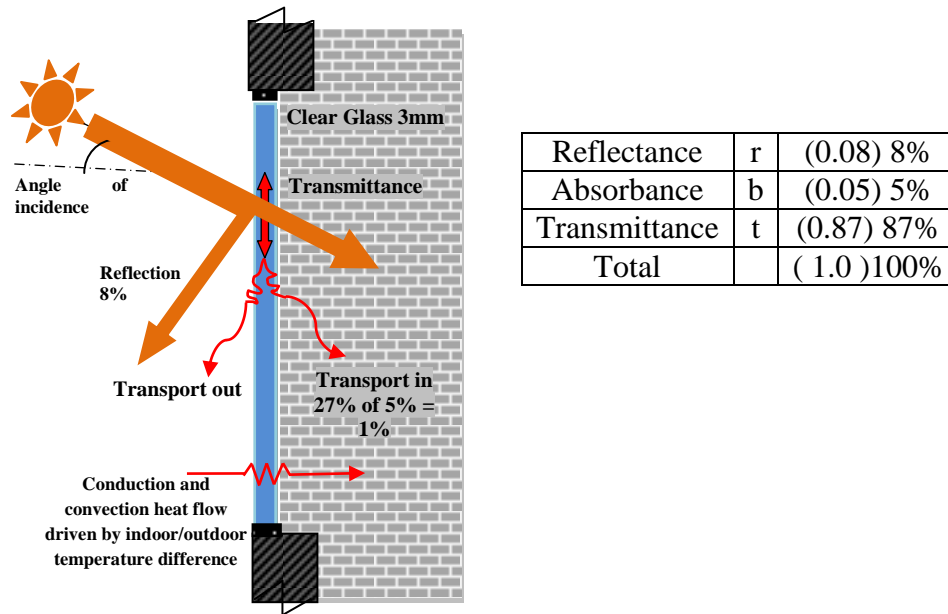 Clear Glass 3mm
Angle of
incidence
Transmittance
Reflection
8%
Transport out
Transport in
27% of 5% =
1%
Conduction and
convection heat flow
driven by indoor/outdoor
temperature difference
Reflectance r (0.08) 8%
Absorbance b (0.05) 5%
Transmittance t (0.87) 87%
Total ( 1.0 )100%